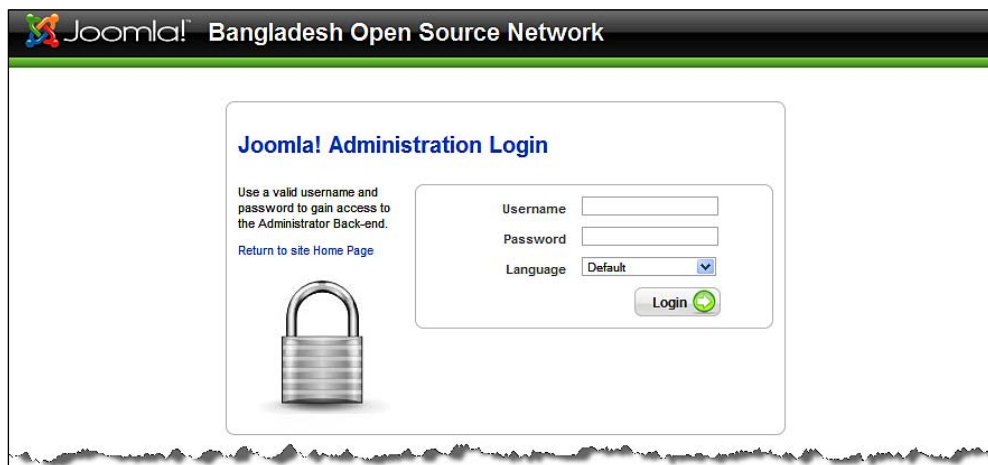 Joomla!™ Bangladesh Open Source Network
Joomla! Administration Login
Use a valid username and
password to gain access to
the Administrator Back-end.
Return to site Home Page
Username
Password
Language Default
Login